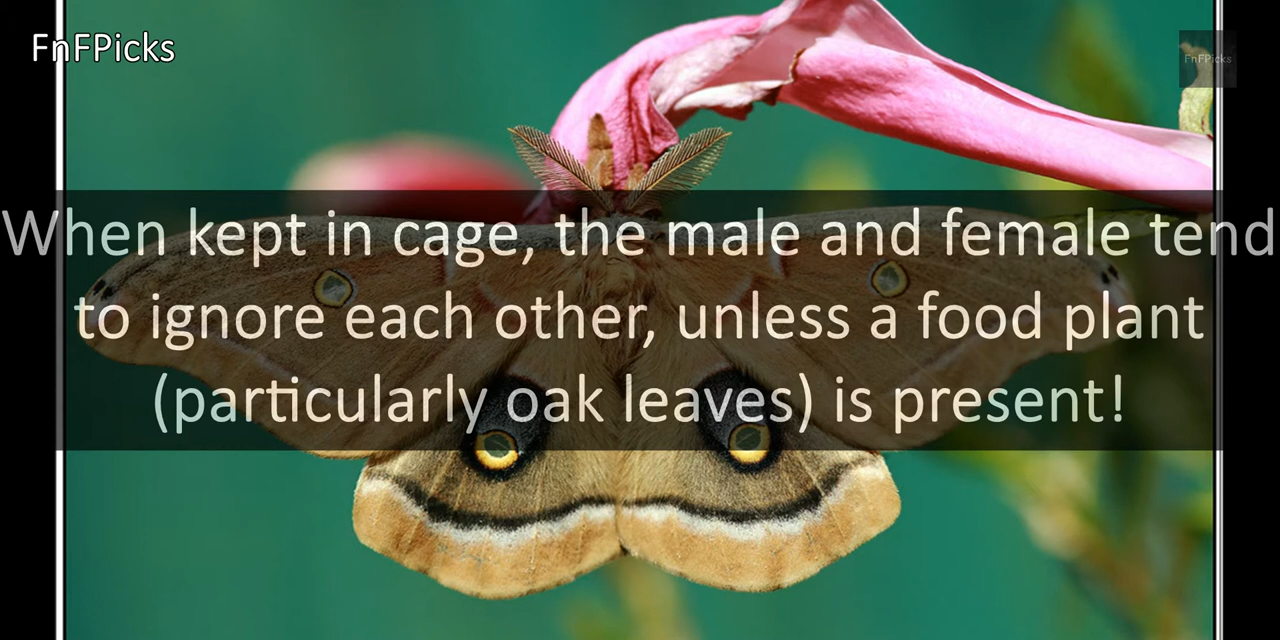 FnFPicks
FnFPicks
When kept in cage, the male and female tend
to ignore each other, unless a food plant
(particularly oak leaves) is present!